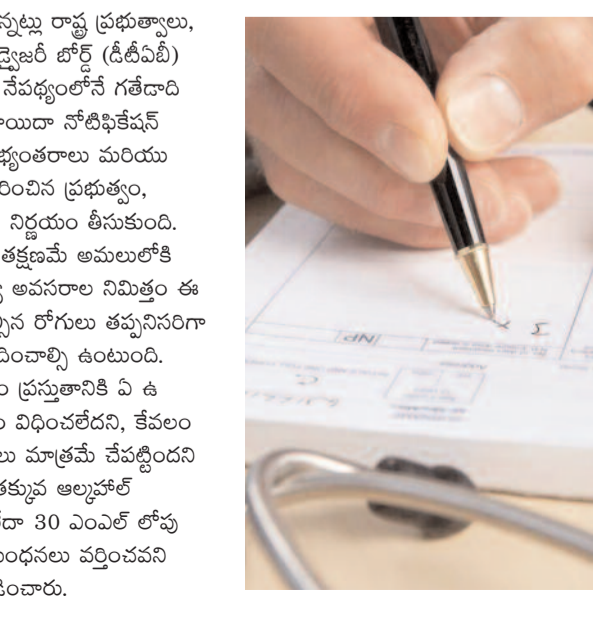 న్నట్లు రాష్ట్ర ప్రభుత్వాలు,
డ్వైజరీ బోర్డ్ (డీటీఏబీ)
నేపథ్యంలోనే గతేడాది
యిదా నోటిఫికేషన్
భ్యంతరాలు మరియు
రించిన ప్రభుత్వం,
నిర్ణయం తీసుకుంది.
తక్షణమే అమలులోకి
అవసరాల నిమిత్తం ఈ
్సిన రోగులు తప్పనిసరిగా
దించాల్సి ఉంటుంది.
ప్రస్తుతానికి ఏ ఉ
విధించలేదని, కేవలం
లు మాత్రమే చేపట్టిందని
తక్కువ ఆల్కహాల్
దా 30 ఎంఎల్ లోపు
ంధనలు వర్తించవని
డించారు.
NP